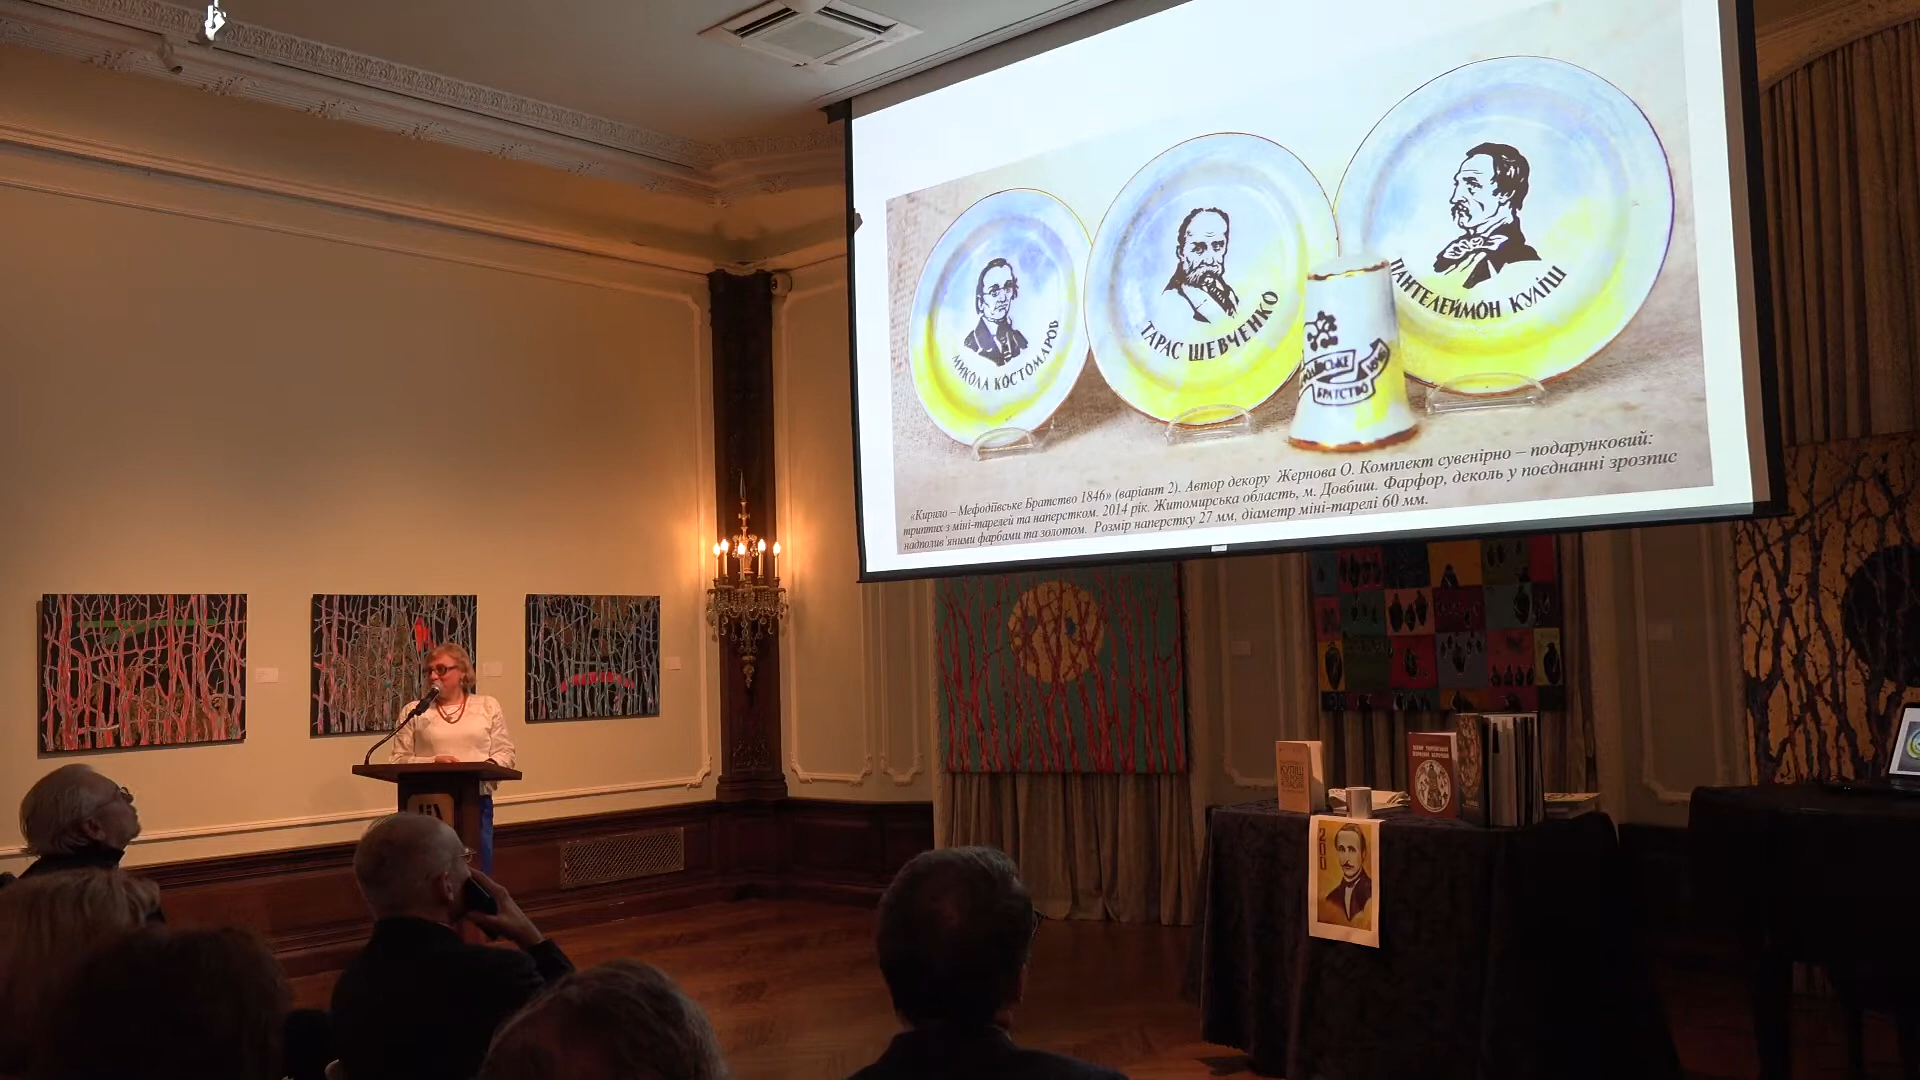 МИКОЛА КОСТОМАРОВ
ТАРАС ШЕВЧЕНКО
ПАНТЕЛЕЙМОН КУЛІШ
БРАТСТВО 1846
«Кирило – Мефодіївське Братство 1846» (варіант 2). Автор декору Жернова О. Комплект сувенірно – подарунковий:
триптих з міні-тарелей та наперстком. 2014 рік. Житомирська область, м. Довбиш. Фарфор, деколь у поєднанні зрозпис
надполив'яними фарбами та золотом. Розмір наперстку 27 мм, діаметр міні-тарелі 60 мм.
КУЛІШ
200